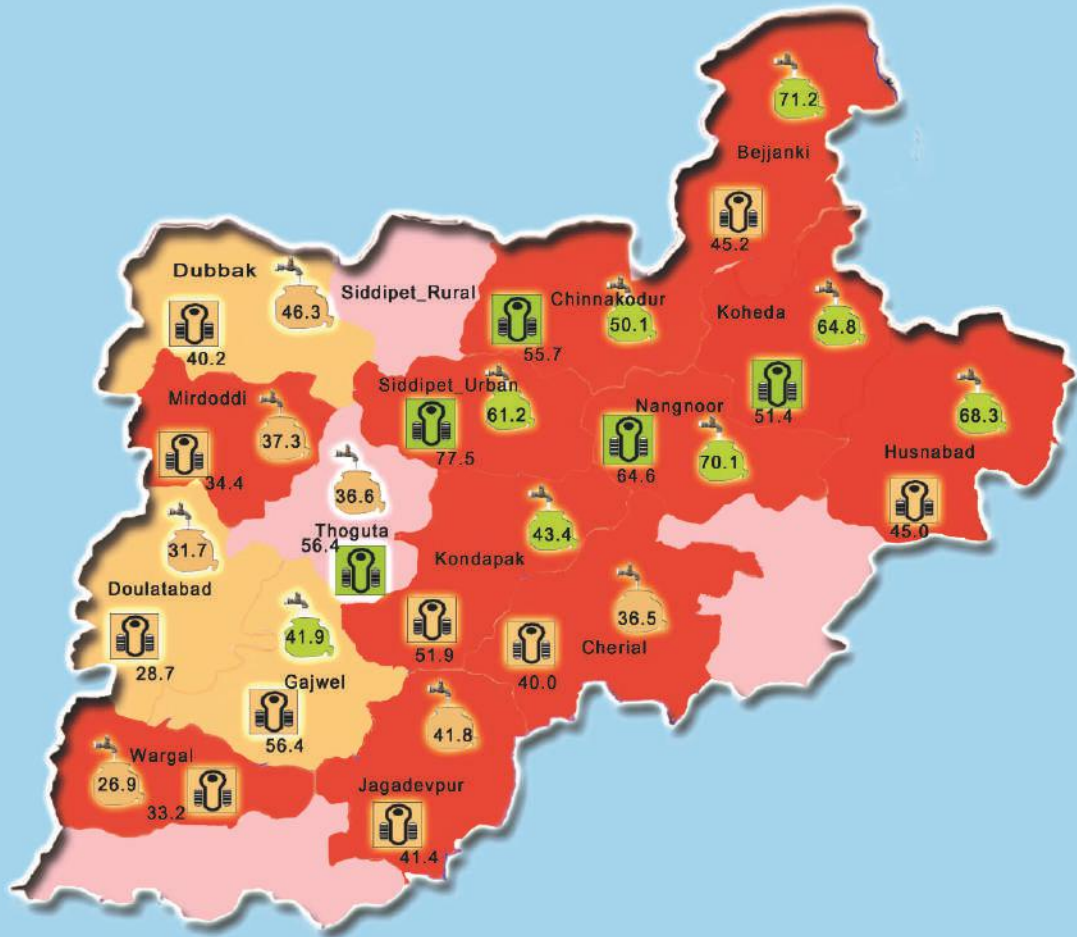 71.2
Bejjanki
45.2
Dubbak
46.3
40.2
Siddipet_Rural
Chinnakodur
50.1
55.7
Koheda
64.8
51.4
Mirdoddi
37.3
34.4
Siddipet_Urban
61.2
77.5
Nangnoor
64.6
70.1
68.3
Husnabad
45.0
36.6
Thoguta
56.4
31.7
Doulatabad
28.7
43.4
Kondapak
51.9
36.5
Cherial
40.0
41.9
Gajwel
56.4
41.8
Jagadevpur
41.4
Wargal
26.9
33.2